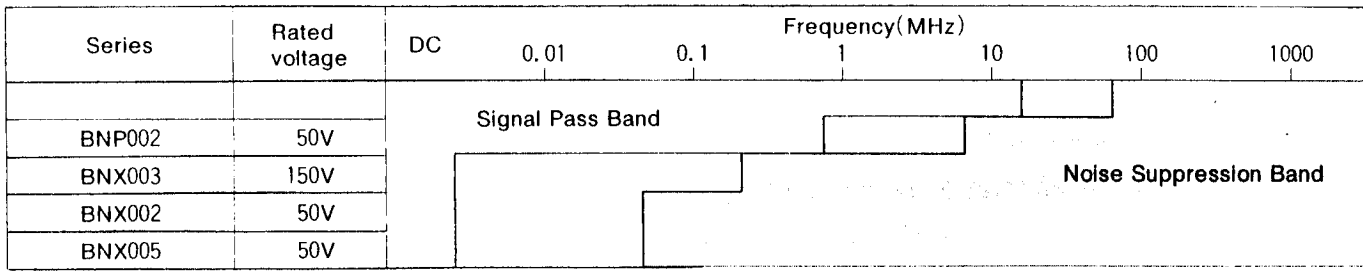 Series Rated voltage DC Frequency(MHz)
0.01 0.1 1 10 100 1000
Signal Pass Band
BNP002 50V
BNX003 150V Noise Suppression Band
BNX002 50V
BNX005 50V